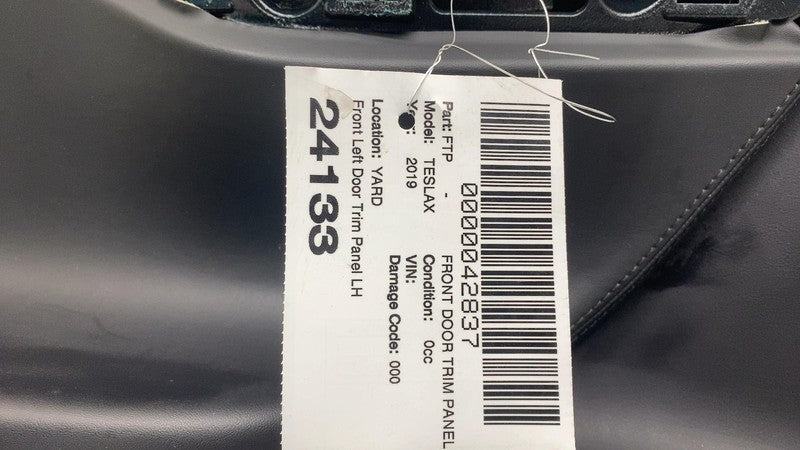 0000042837
Part: FTP - FRONT DOOR TRIM PANEL
Model: TESLAX Condition: 0cc
2019 VIN:
Location: YARD Damage Code: 000
Front Left Door Trim Panel LH
24133